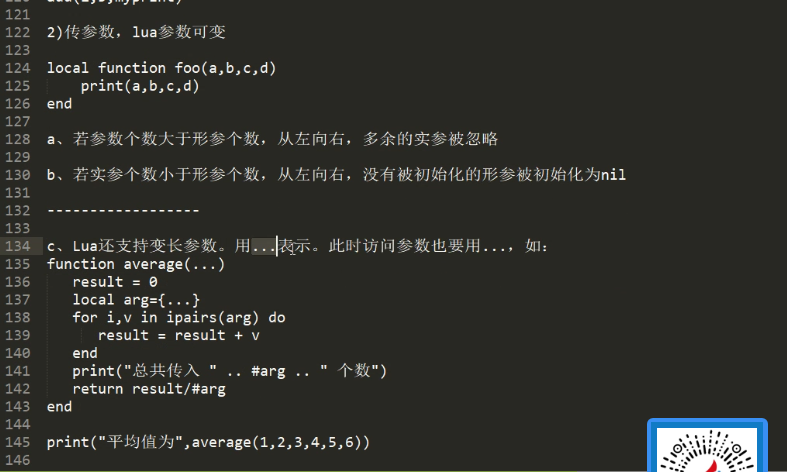 121
122 2)传参数，lua参数可变
123
124 local function foo(a,b,c,d)
125     print(a,b,c,d)
126 end
127
128 a、若参数个数大于形参个数，从左向右，多余的实参被忽略
129
130 b、若实参个数小于形参个数，从左向右，没有被初始化的形参被初始化为nil
131
132 ------------------
133
134 c、Lua还支持变长参数。用...表示。此时访问参数也要用...，如：
135 function average(...)
136    result = 0
137    local arg={...}
138    for i,v in ipairs(arg) do
139       result = result + v
140    end
141    print("总共传入 " .. #arg .. " 个数")
142    return result/#arg
143 end
144
145 print("平均值为",average(1,2,3,4,5,6))
146